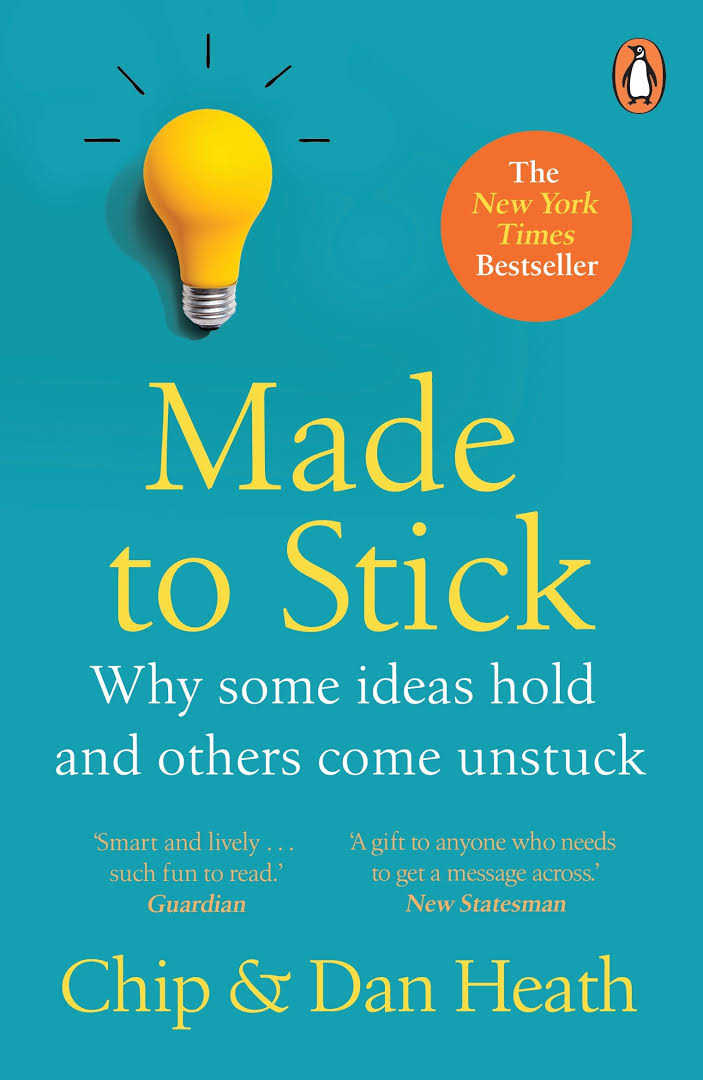 The
New York
Times
Bestseller
Made
to Stick
Why some ideas hold
and others come unstuck
‘Smart and lively . . .
such fun to read.’
Guardian
‘A gift to anyone who needs
to get a message across.’
New Statesman
Chip & Dan Heath